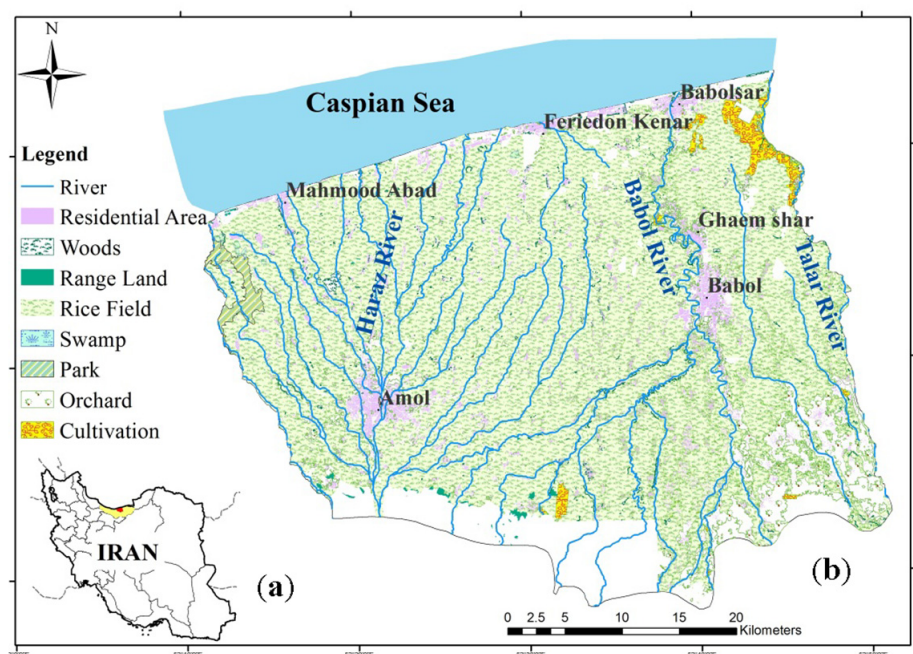 N
Caspian Sea
Babolsar
Feriedon Kenar
Legend
River
Residential Area
Woods
Range Land
Rice Field
Swamp
Park
Orchard
Cultivation
Mahmood Abad
Haraz River
Babol River
Ghaem shar
Talar River
Babol
Amol
IRAN
(a)
(b)
0 2.5 5 10 15 20
Kilometers